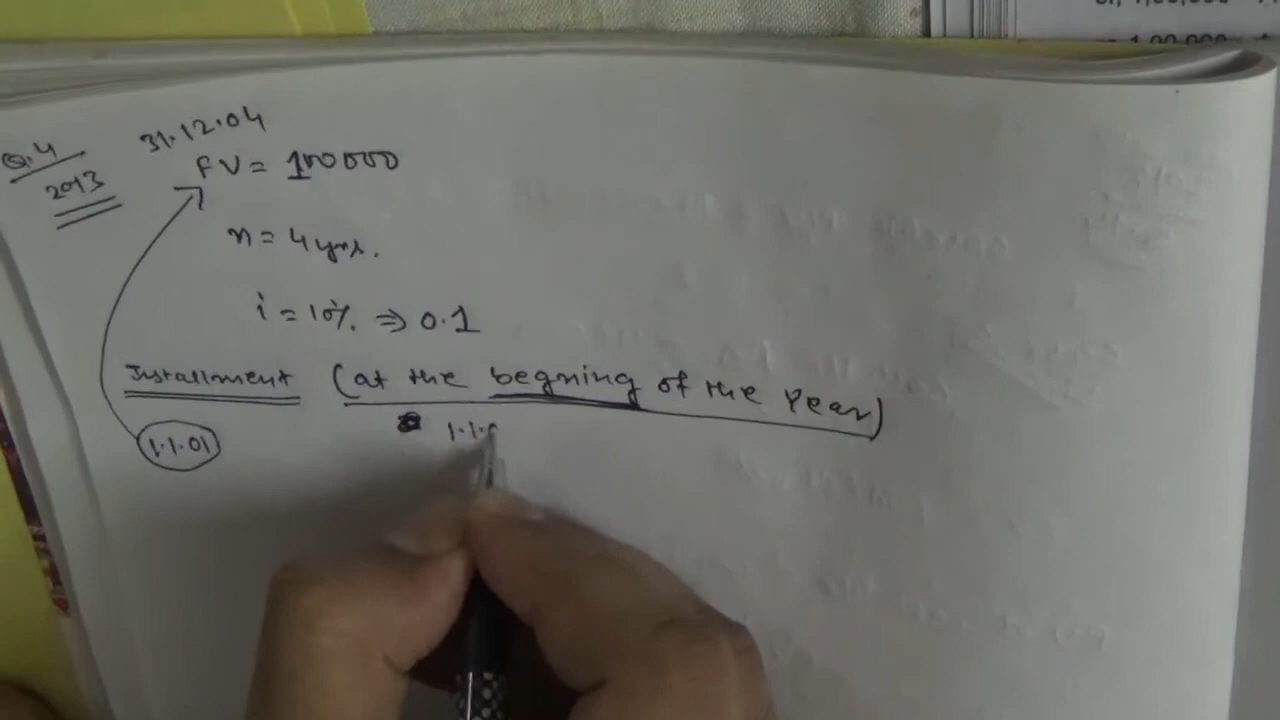 Q.4
2013
31.12.04
FV = 100000
n = 4 yrs.
i = 10% ⇒ 0.1
Installment (at the begning of the year)
1.1.01
1.1.0